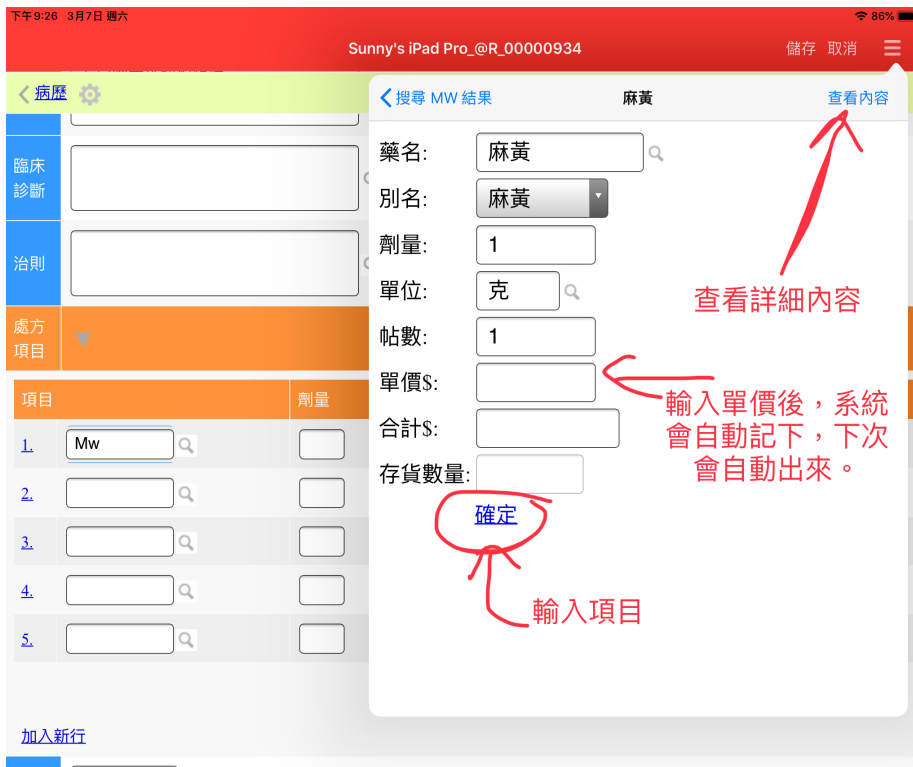 下午9:26 3月7日 週六
86%
Sunny's iPad Pro_@R_00000934
儲存 取消
病歷
搜尋 MW 結果
麻黃
查看內容
臨床
診斷
治則
處方
項目
項目 劑量
1. Mw
2.
3.
4.
5.
加入新行
藥名: 麻黃
別名: 麻黃
劑量: 1
單位: 克
帖數: 1
單價$:
合計$:
存貨數量:
確定
查看詳細內容
輸入單價後，系統
會自動記下，下次
會自動出來。
輸入項目